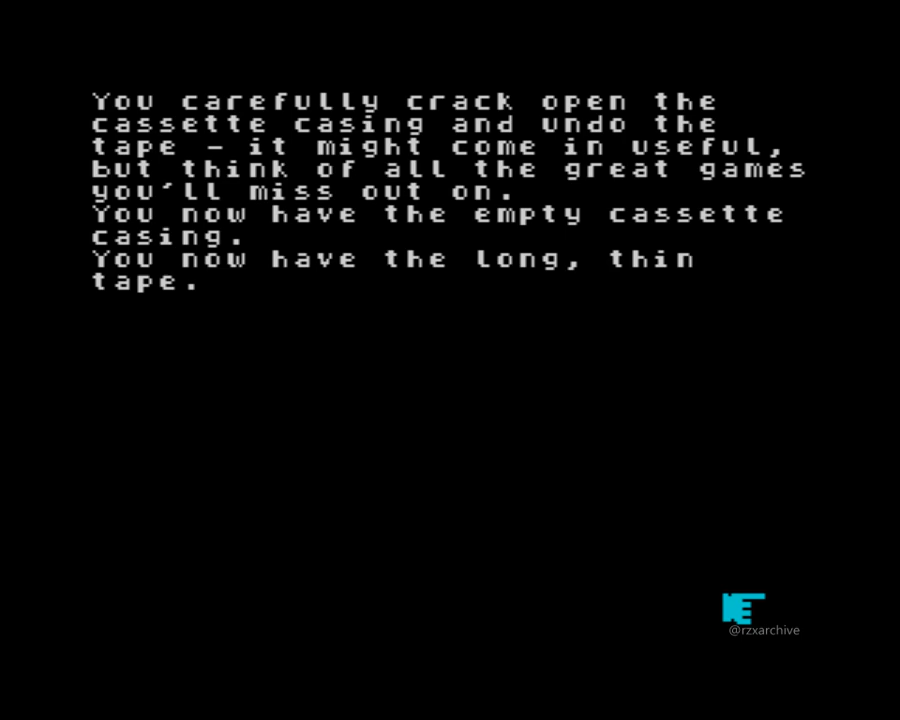 You carefully crack open the
cassette casing and undo the
tape - it might come in useful,
but think of all the great games
you'll miss out on.
You now have the empty cassette
casing.
You now have the long, thin
tape.
@rzxarchive